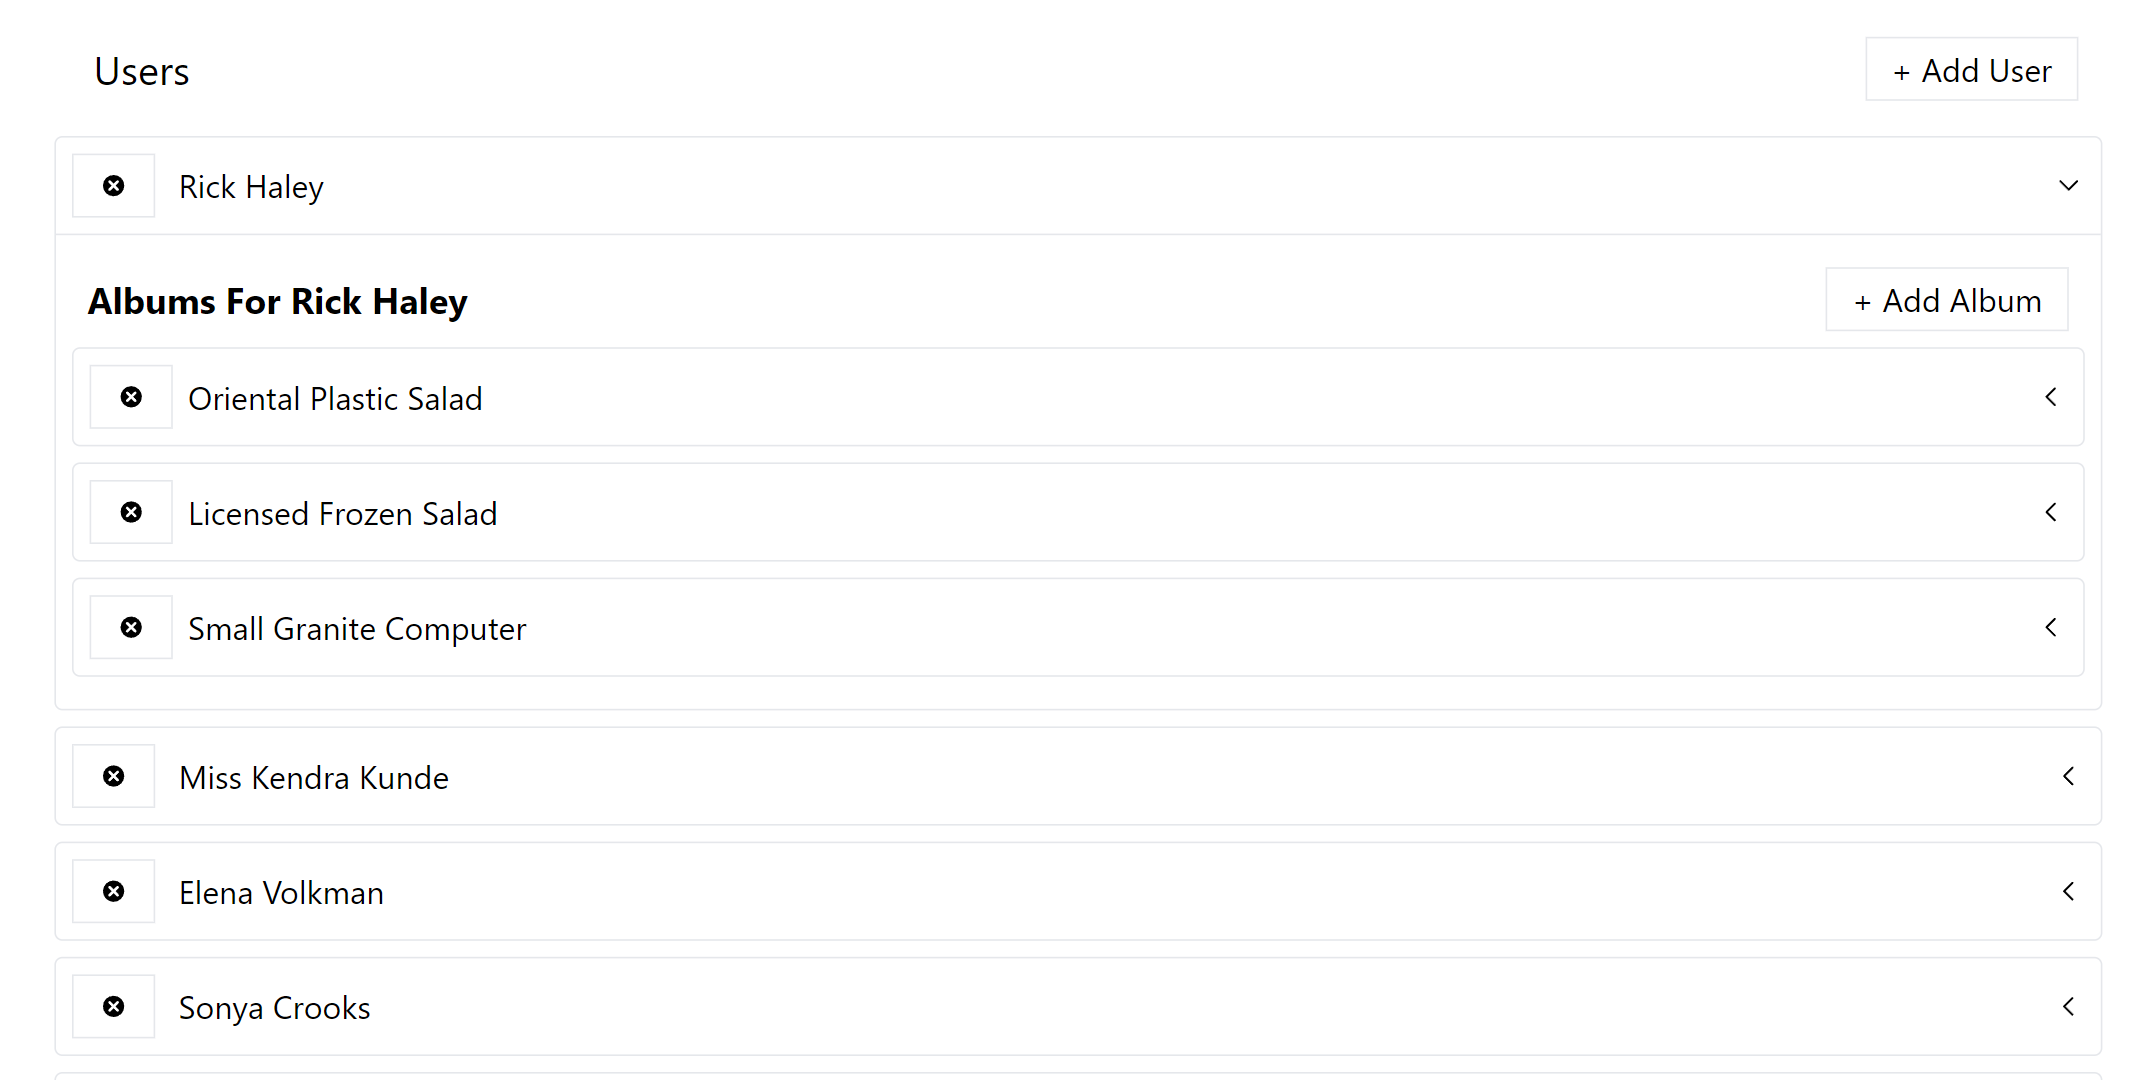 Users
+ Add User
Rick Haley
Albums For Rick Haley
+ Add Album
Oriental Plastic Salad
Licensed Frozen Salad
Small Granite Computer
Miss Kendra Kunde
Elena Volkman
Sonya Crooks